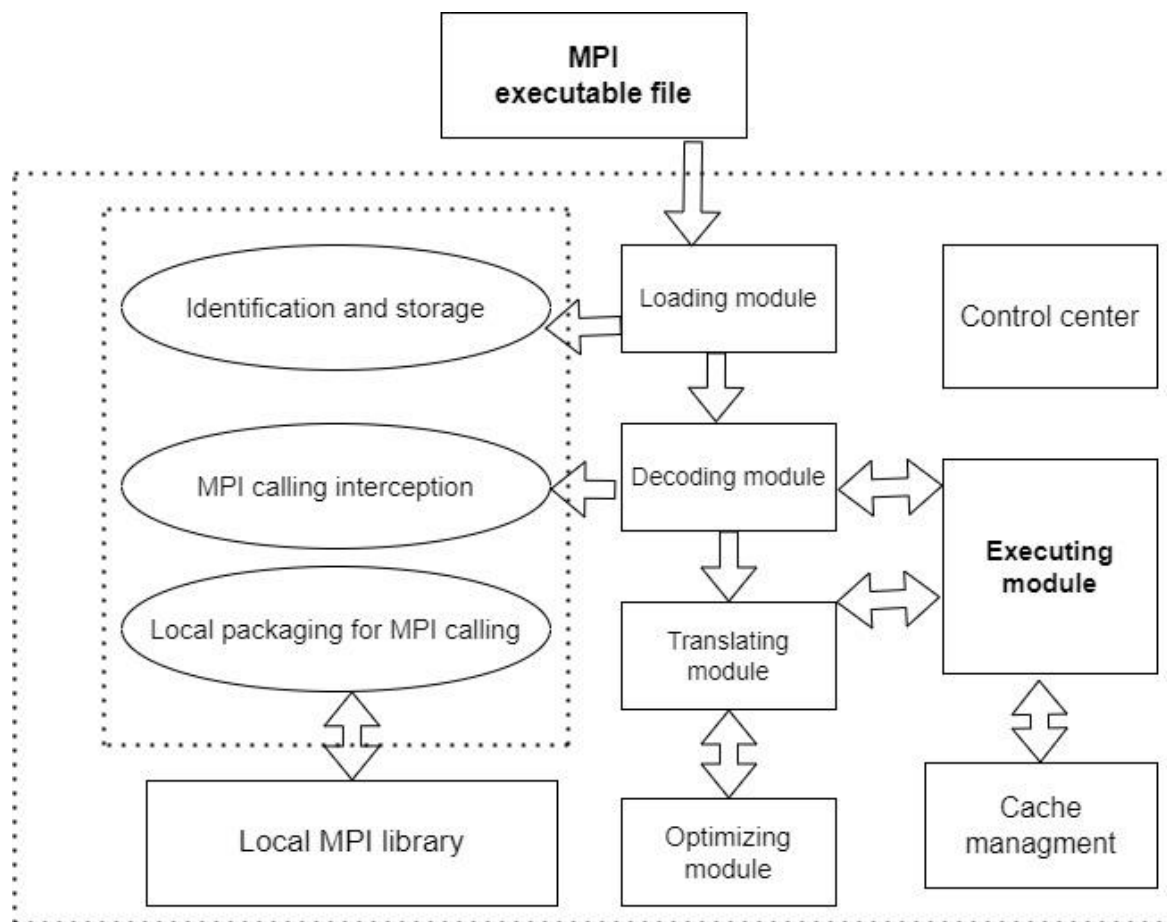 MPI
executable file
Identification and storage
Loading module
Control center
MPI calling interception
Decoding module
Executing
module
Local packaging for MPI calling
Translating
module
Local MPI library
Optimizing
module
Cache
managment